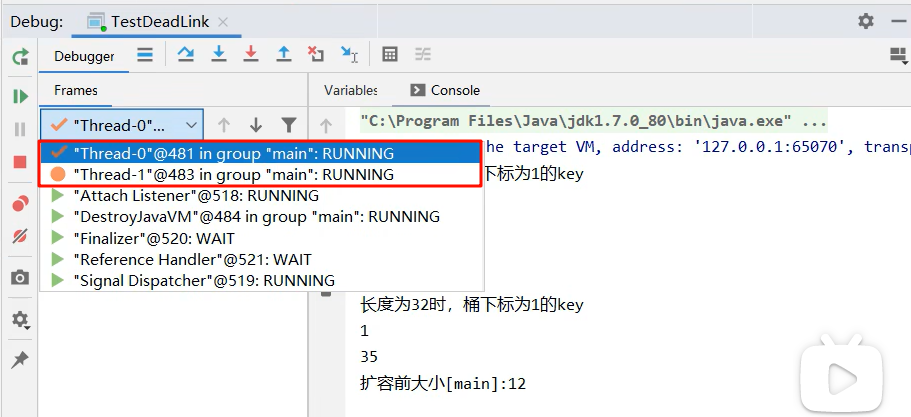 Debug: TestDeadLink
Debugger
Frames
Variables
Console
"Thread-0"...
"Thread-0"@481 in group "main": RUNNING
"Thread-1"@483 in group "main": RUNNING
"Attach Listener"@518: RUNNING
"DestroyJavaVM"@484 in group "main": RUNNING
"Finalizer"@520: WAIT
"Reference Handler"@521: WAIT
"Signal Dispatcher"@519: RUNNING
"C:\Program Files\Java\jdk1.7.0_80\bin\java.exe" ...
he target VM, address: '127.0.0.1:65070', transp
下标为1的key
长度为32时，桶下标为1的key
1
35
扩容前大小[main]:12